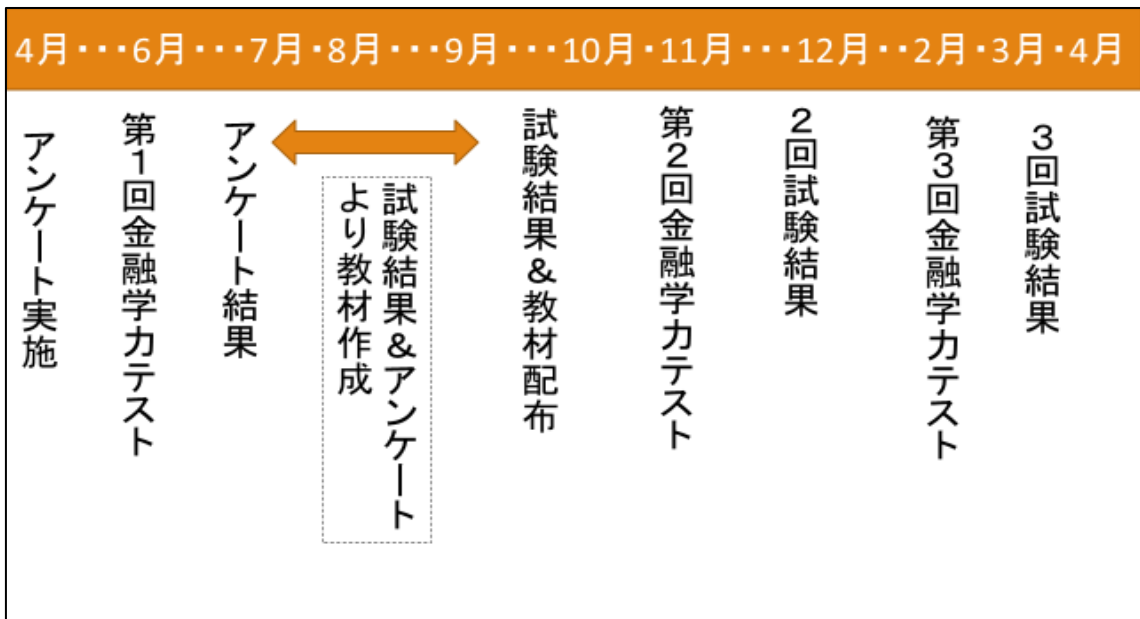 4月・・・6月・・・7月・8月・・・9月・・・10月・11月・・・12月・・2月・3月・4月
アンケート実施
第1回金融学力テスト
アンケート結果
試験結果＆アンケート
より教材作成
試験結果＆教材配布
第2回金融学力テスト
2回試験結果
第3回金融学力テスト
3回試験結果